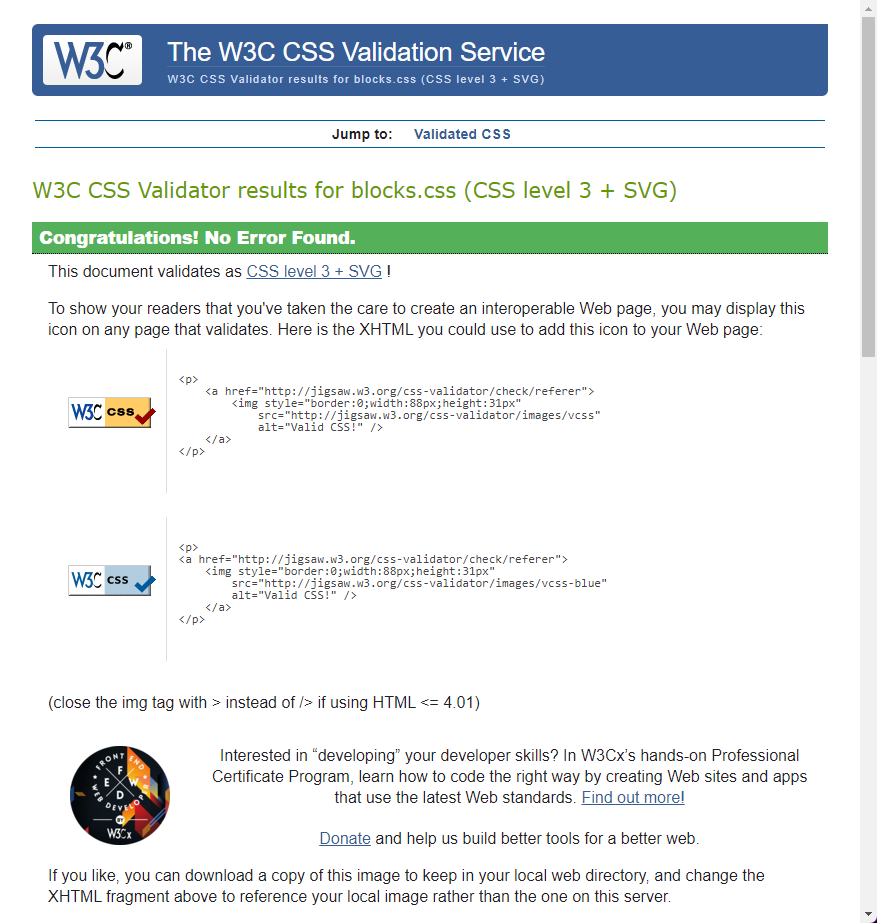 W3C®
The W3C CSS Validation Service
W3C CSS Validator results for blocks.css (CSS level 3 + SVG)
Jump to: Validated CSS
W3C CSS Validator results for blocks.css (CSS level 3 + SVG)
Congratulations! No Error Found.
This document validates as CSS level 3 + SVG !
To show your readers that you've taken the care to create an interoperable Web page, you may display this
icon on any page that validates. Here is the XHTML you could use to add this icon to your Web page:
W3C css
<p>
    <a href="http://jigsaw.w3.org/css-validator/check/referer">
        <img style="border:0;width:88px;height:31px"
            src="http://jigsaw.w3.org/css-validator/images/vcss"
            alt="Valid CSS!" />
    </a>
</p>
W3C css
<p>
<a href="http://jigsaw.w3.org/css-validator/check/referer">
    <img style="border:0;width:88px;height:31px"
        src="http://jigsaw.w3.org/css-validator/images/vcss-blue"
        alt="Valid CSS!" />
    </a>
</p>
(close the img tag with > instead of /> if using HTML <= 4.01)
FRONT END
WEB DEVELOPER
F E W D
BY
W3Cx
Interested in “developing” your developer skills? In W3Cx’s hands-on Professional
Certificate Program, learn how to code the right way by creating Web sites and apps
that use the latest Web standards. Find out more!
Donate and help us build better tools for a better web.
If you like, you can download a copy of this image to keep in your local web directory, and change the
XHTML fragment above to reference your local image rather than the one on this server.